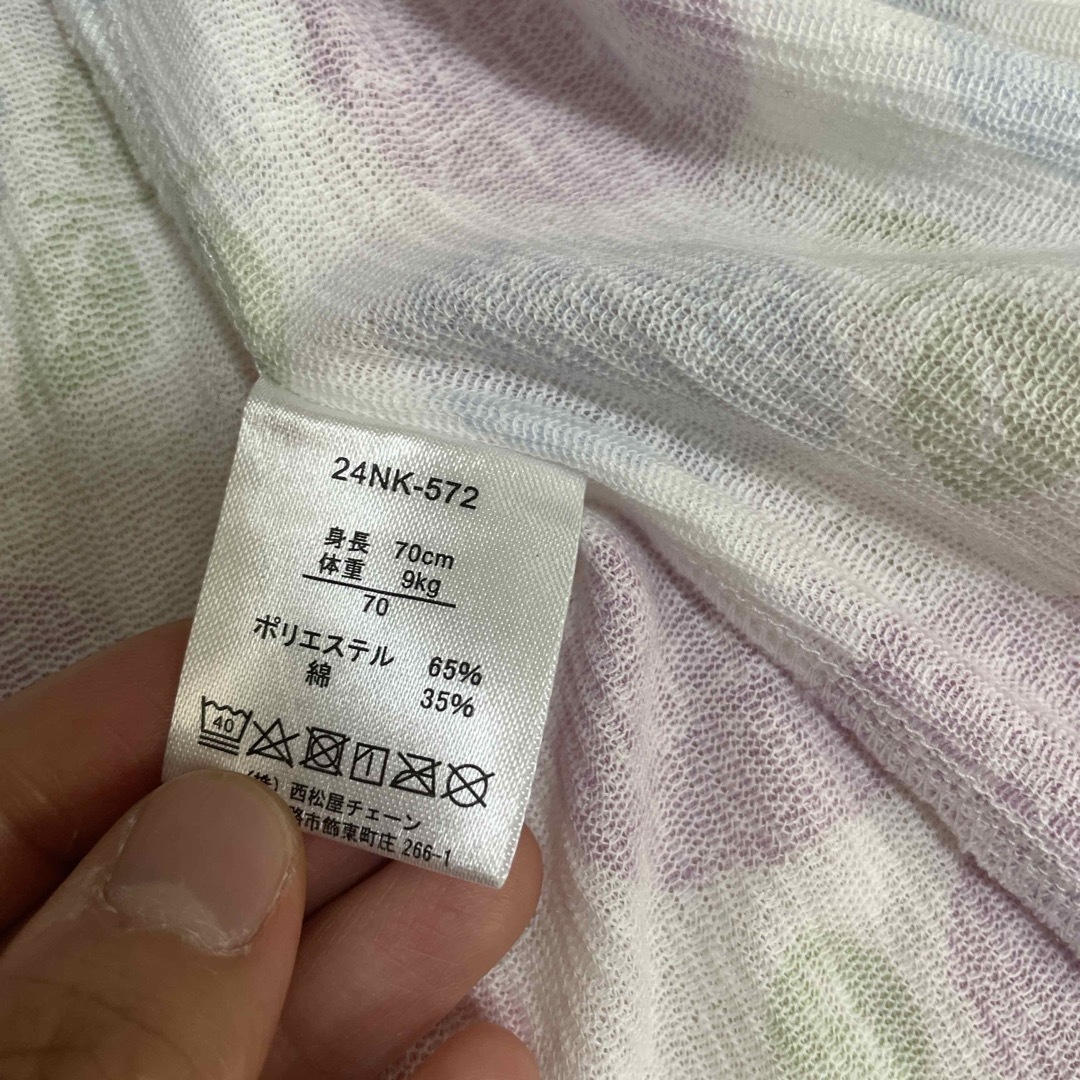 24NK-572
身長 70cm
体重 9kg
70
ポリエステル 65%
綿 35%
40
(株)西松屋チェーン
路市飾東町庄 266-1